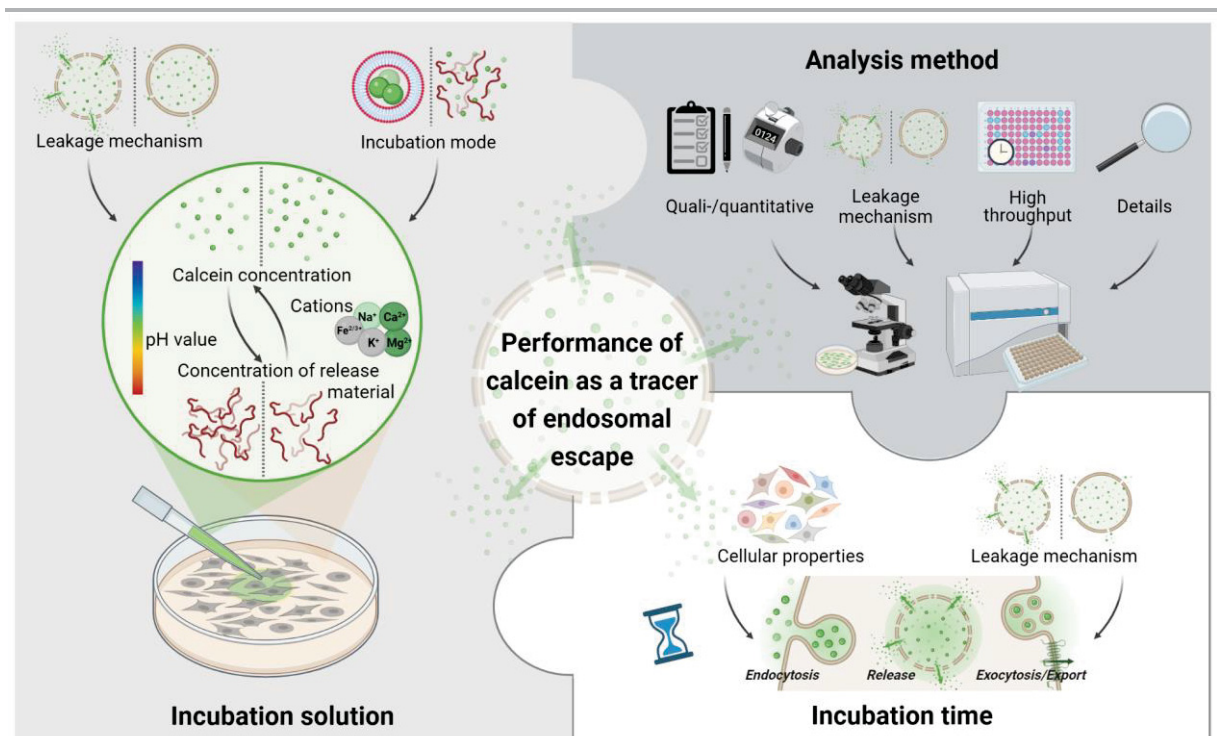 Leakage mechanism
Incubation mode
Calcein concentration
Cations
Na⁺
Ca²⁺
Fe²ᐟ³⁺
K⁺
Mg²⁺
pH value
Concentration of release
material
Incubation solution
Performance of
calcein as a tracer
of endosomal
escape
Analysis method
0124
Quali-/quantitative
Leakage
mechanism
High
throughput
Details
Cellular properties
Leakage mechanism
Endocytosis
Release
Exocytosis/Export
Incubation time